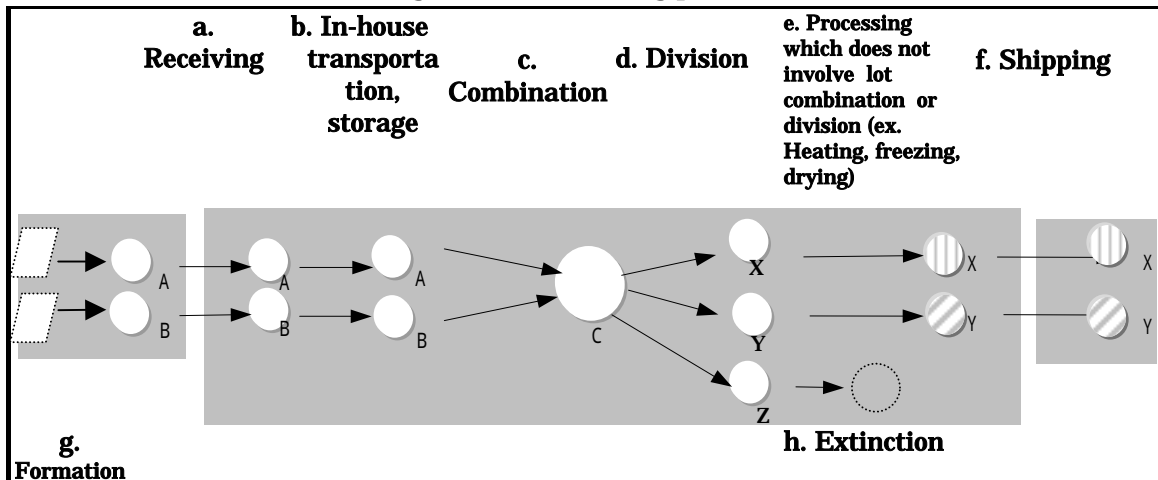 a.
Receiving
b. In-house
transporta
tion,
storage
c.
Combination
d. Division
e. Processing
which does not
involve lot
combination or
division (ex.
Heating, freezing,
drying)
f. Shipping
A
B
A
B
A
B
C
X
Y
Z
X
Y
X
Y
g.
Formation
h. Extinction